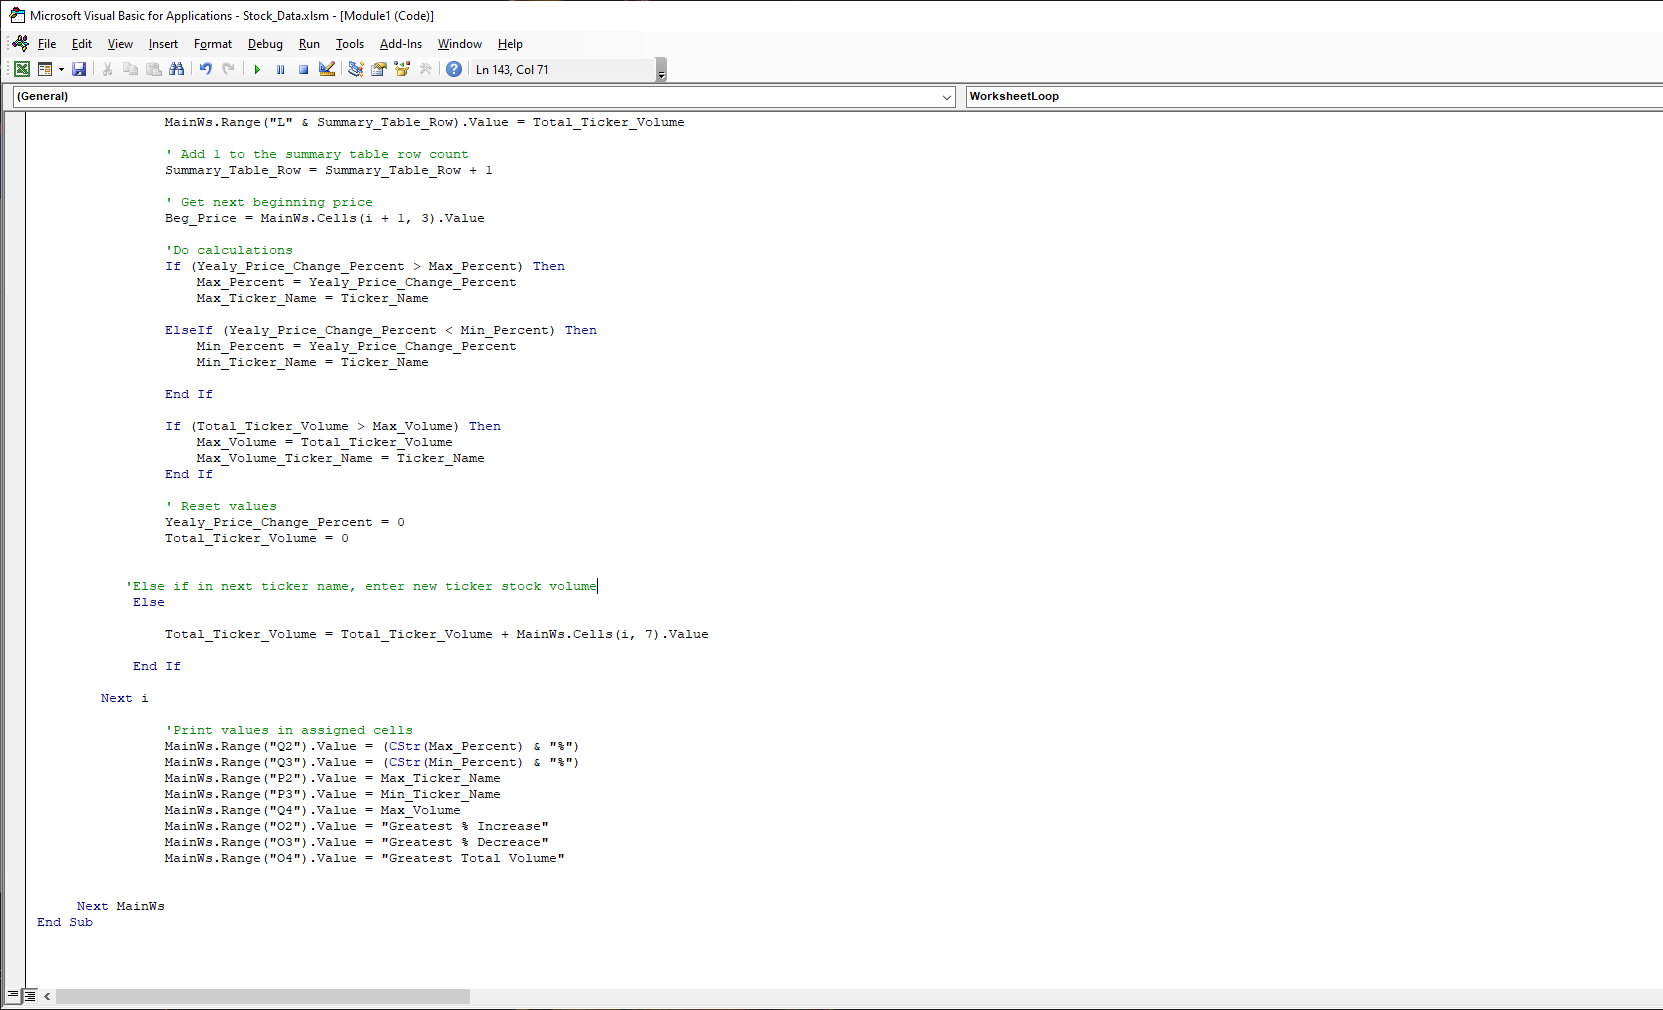 Microsoft Visual Basic for Applications - Stock_Data.xlsm - [Module1 (Code)]
File Edit View Insert Format Debug Run Tools Add-Ins Window Help
Ln 143, Col 71
(General) WorksheetLoop
MainWs.Range("L" & Summary_Table_Row).Value = Total_Ticker_Volume
' Add 1 to the summary table row count
Summary_Table_Row = Summary_Table_Row + 1
' Get next beginning price
Beg_Price = MainWs.Cells(i + 1, 3).Value
'Do calculations
If (Yealy_Price_Change_Percent > Max_Percent) Then
Max_Percent = Yealy_Price_Change_Percent
Max_Ticker_Name = Ticker_Name
ElseIf (Yealy_Price_Change_Percent < Min_Percent) Then
Min_Percent = Yealy_Price_Change_Percent
Min_Ticker_Name = Ticker_Name
End If
If (Total_Ticker_Volume > Max_Volume) Then
Max_Volume = Total_Ticker_Volume
Max_Volume_Ticker_Name = Ticker_Name
End If
' Reset values
Yealy_Price_Change_Percent = 0
Total_Ticker_Volume = 0
'Else if in next ticker name, enter new ticker stock volume
Else
Total_Ticker_Volume = Total_Ticker_Volume + MainWs.Cells(i, 7).Value
End If
Next i
'Print values in assigned cells
MainWs.Range("Q2").Value = (CStr(Max_Percent) & "%")
MainWs.Range("Q3").Value = (CStr(Min_Percent) & "%")
MainWs.Range("P2").Value = Max_Ticker_Name
MainWs.Range("P3").Value = Min_Ticker_Name
MainWs.Range("Q4").Value = Max_Volume
MainWs.Range("O2").Value = "Greatest % Increase"
MainWs.Range("O3").Value = "Greatest % Decreace"
MainWs.Range("O4").Value = "Greatest Total Volume"
Next MainWs
End Sub